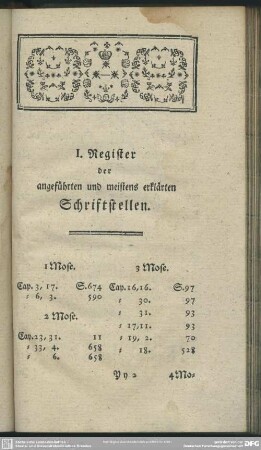 I. Register
der
angeführten und meistens erklärten
Schriftstellen.
1 Mose.
Cap. 3, 17. S. 674
〃 6, 3. 590
2 Mose.
Cap. 23, 31. 11
〃 33, 4. 658
〃 6. 658
3 Mose.
Cap. 16, 16. S. 97
〃 30. 97
〃 32. 93
〃 17, 11. 93
〃 19, 2. 70
〃 18. 528
Yy 2 4 Mo-